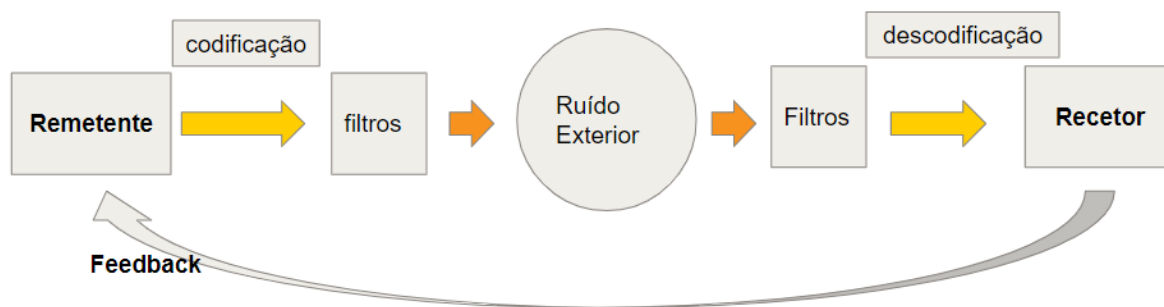 codificação
descodificação
Remetente
filtros
Ruído
Exterior
Filtros
Recetor
Feedback